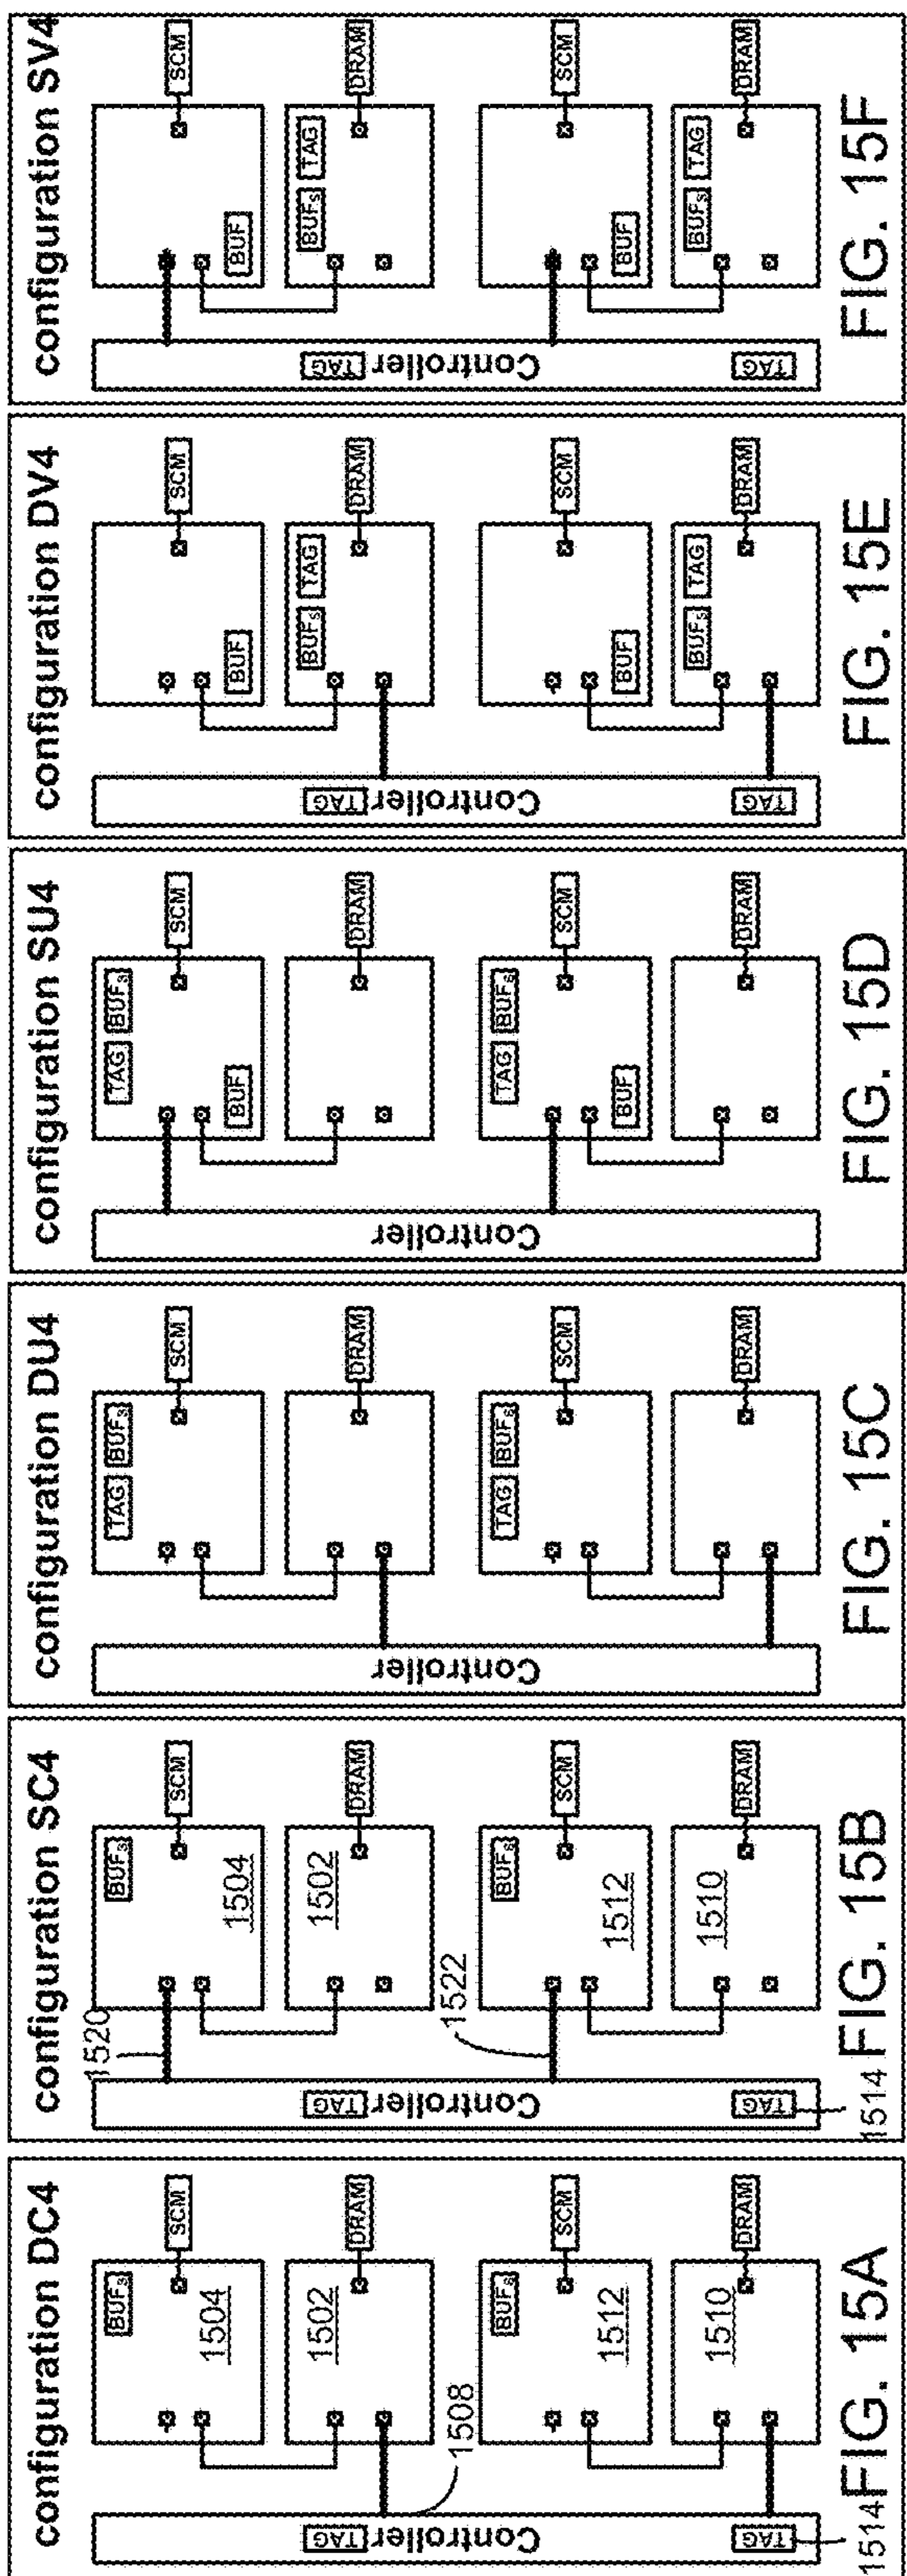 configuration DC4
BUFs
SCM
1504
TAG
Controller
1502
DRAM
1508
BUFs
SCM
1512
TAG
1510
DRAM
1514
FIG. 15A
configuration SC4
1520
BUFs
SCM
1504
TAG
Controller
1502
DRAM
1522
BUFs
SCM
1512
TAG
1510
DRAM
1514
FIG. 15B
configuration DU4
TAG BUFs
SCM
Controller
DRAM
TAG BUFs
SCM
DRAM
FIG. 15C
configuration SU4
TAG BUFs
SCM
BUF
Controller
DRAM
TAG BUFs
SCM
BUF
DRAM
FIG. 15D
configuration DV4
SCM
BUF
TAG
Controller
BUFs TAG
DRAM
SCM
BUF
TAG
BUFs TAG
DRAM
FIG. 15E
configuration SV4
SCM
BUF
TAG
Controller
BUFs TAG
DRAM
SCM
BUF
TAG
BUFs TAG
DRAM
FIG. 15F